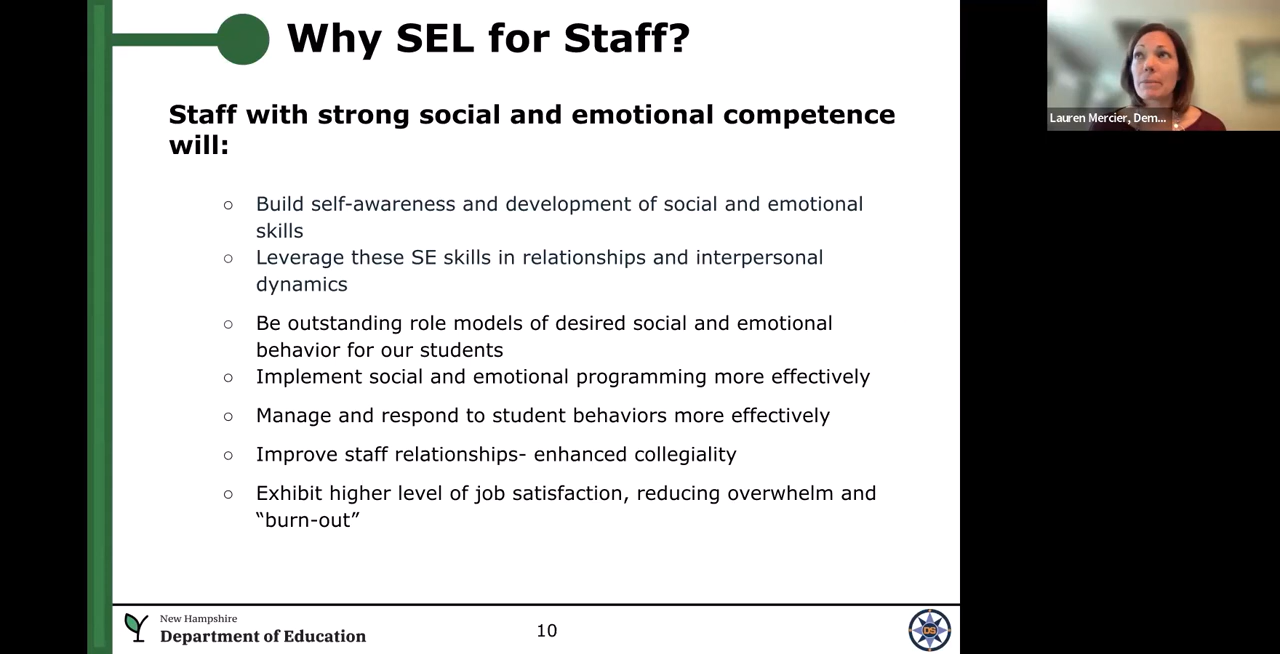 Why SEL for Staff?
Staff with strong social and emotional competence
will:
○ Build self-awareness and development of social and emotional
skills
○ Leverage these SE skills in relationships and interpersonal
dynamics
○ Be outstanding role models of desired social and emotional
behavior for our students
○ Implement social and emotional programming more effectively
○ Manage and respond to student behaviors more effectively
○ Improve staff relationships- enhanced collegiality
○ Exhibit higher level of job satisfaction, reducing overwhelm and
“burn-out”
New Hampshire
Department of Education
10
OS
Lauren Mercier, Dem...